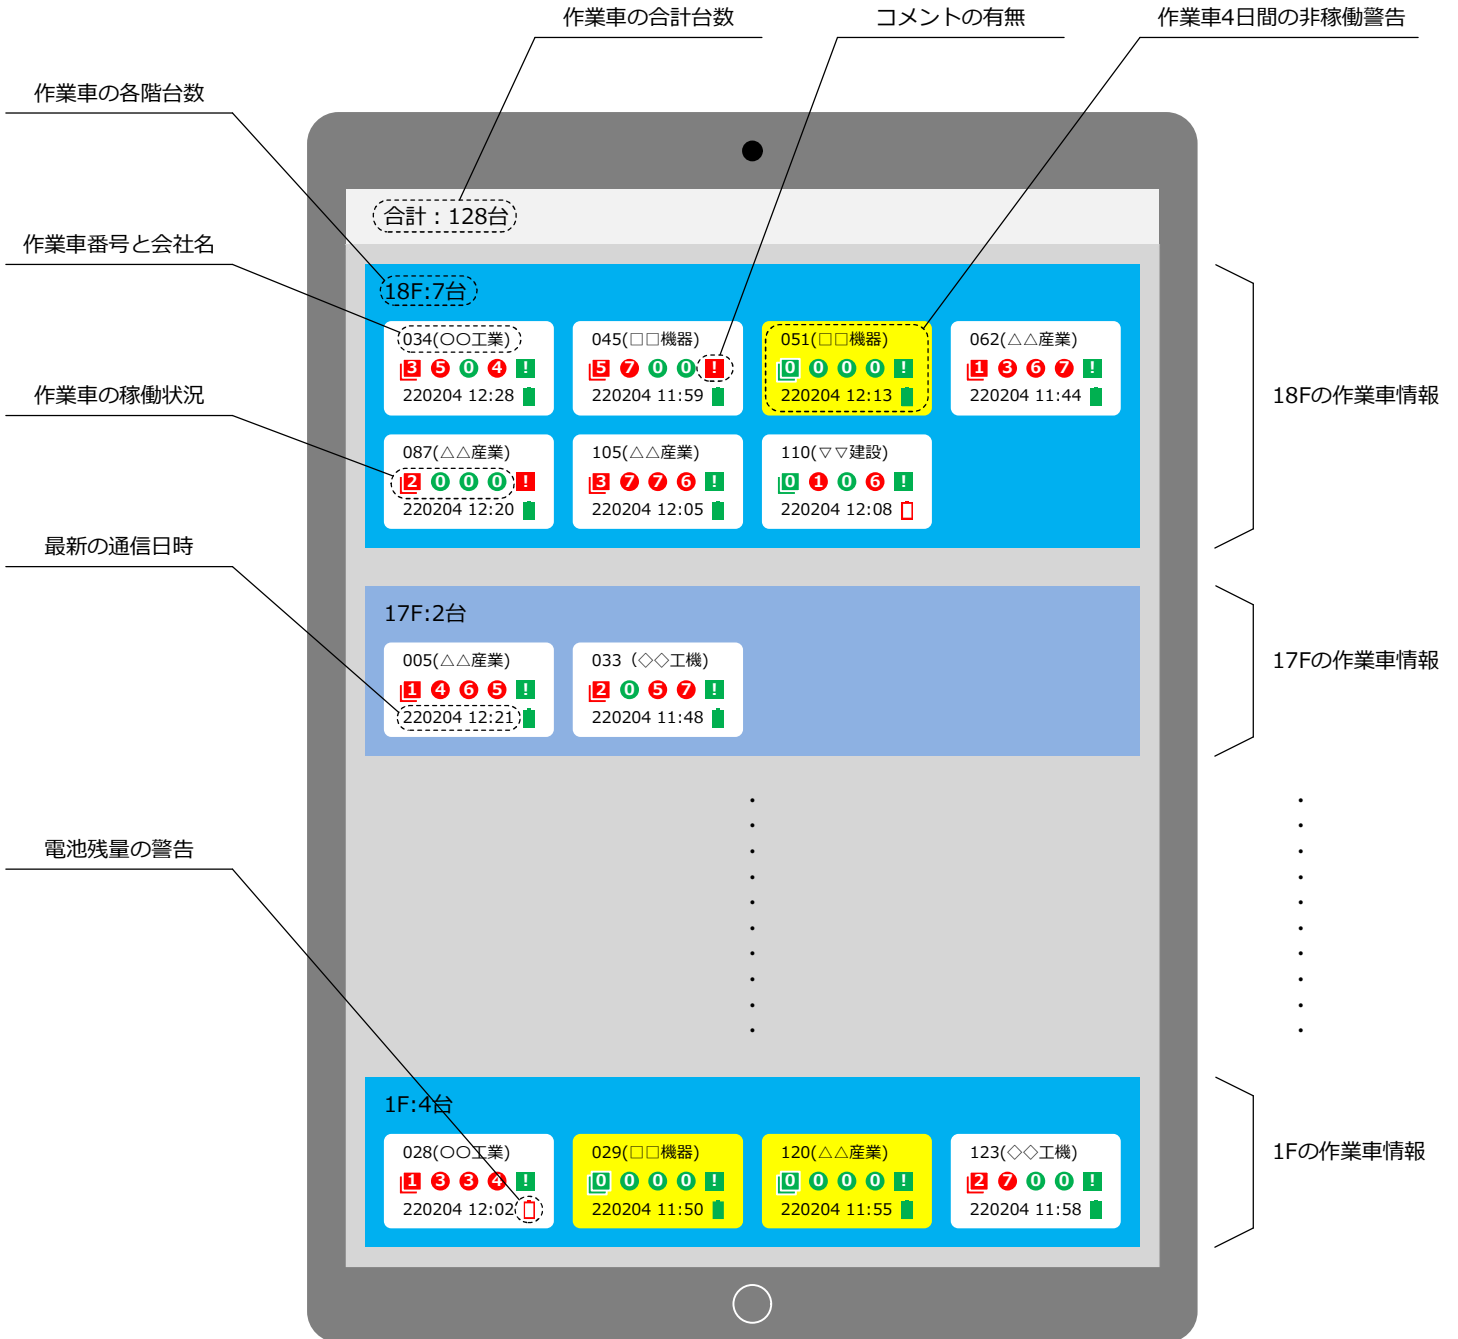 作業車の合計台数
コメントの有無
作業車4日間の非稼働警告
作業車の各階台数
作業車番号と会社名
作業車の稼働状況
最新の通信日時
電池残量の警告
合計：128台
18F:7台
034(〇〇工業)
3 5 0 4 !
220204 12:28
045(□□機器)
5 7 0 0 !
220204 11:59
051(□□機器)
0 0 0 0 !
220204 12:13
062(△△産業)
1 3 6 7 !
220204 11:44
087(△△産業)
2 0 0 0 !
220204 12:20
105(△△産業)
3 7 7 6 !
220204 12:05
110(▽▽建設)
0 1 0 6 !
220204 12:08
18Fの作業車情報
17F:2台
005(△△産業)
1 4 6 5 !
220204 12:21
033（◇◇工機)
2 0 5 7 !
220204 11:48
17Fの作業車情報
1F:4台
028(〇〇工業)
1 3 3 4 !
220204 12:02
029(□□機器)
0 0 0 0 !
220204 11:50
120(△△産業)
0 0 0 0 !
220204 11:55
123(◇◇工機)
2 7 0 0 !
220204 11:58
1Fの作業車情報